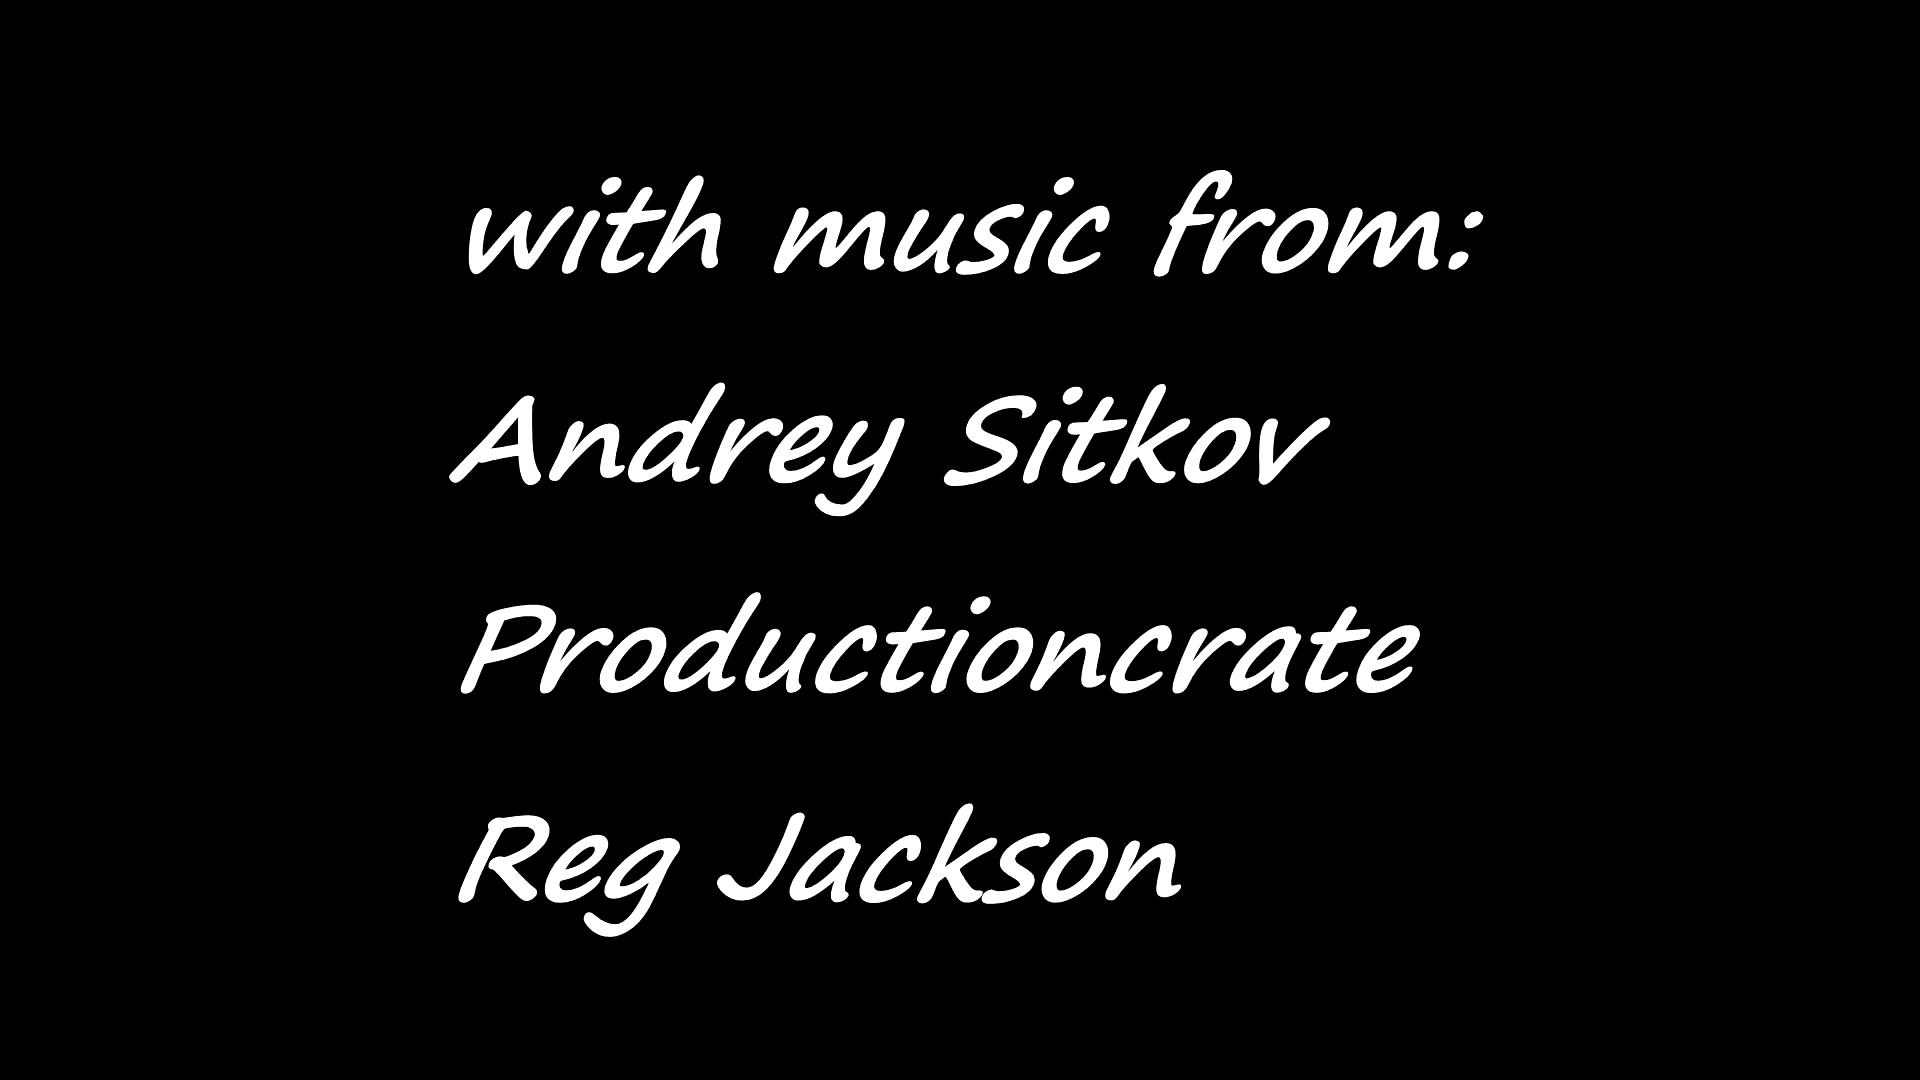 with music from:
Andrey Sitkov
Productioncrate
Reg Jackson